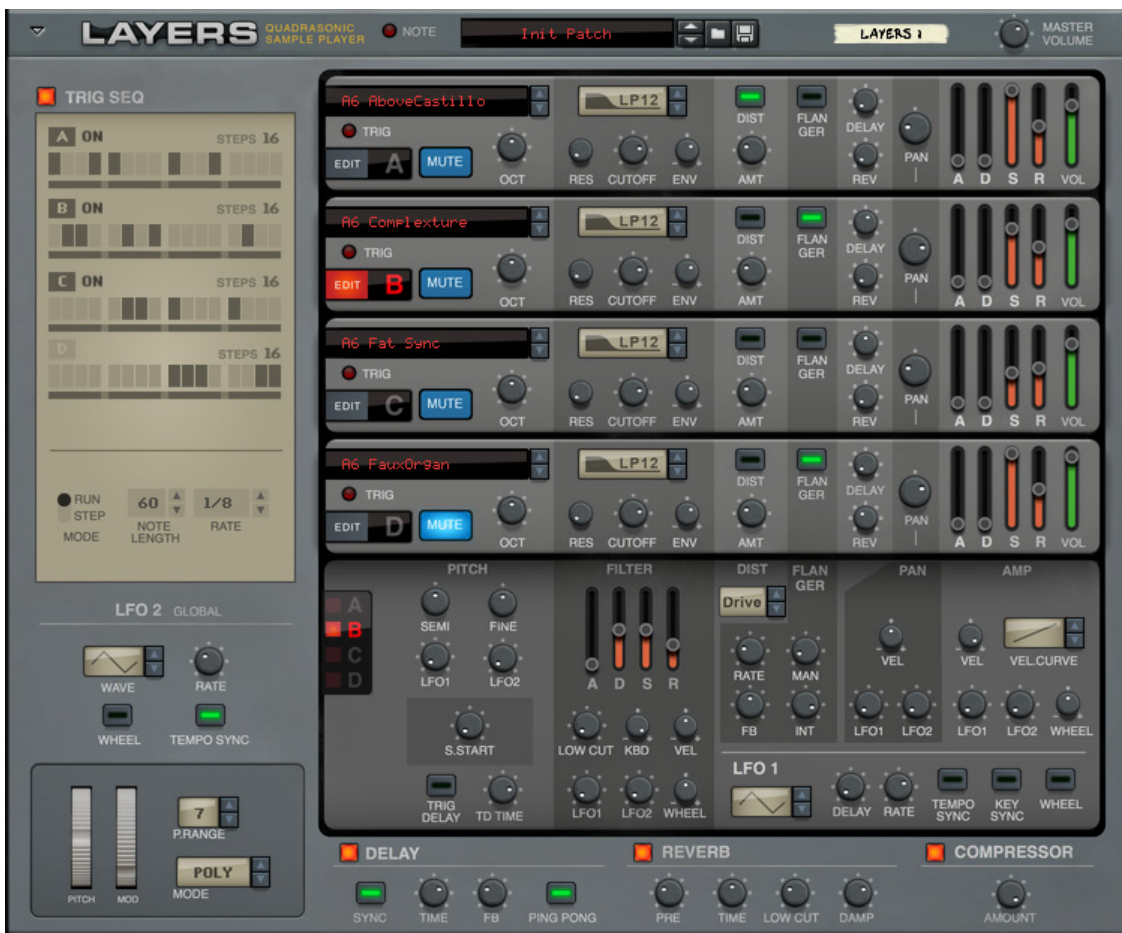 LAYERS QUADRASONIC SAMPLE PLAYER NOTE Init Patch LAYERS 1 MASTER VOLUME
TRIG SEQ
A ON STEPS 16
B ON STEPS 16
C ON STEPS 16
D STEPS 16
RUN
STEP
MODE
60
NOTE LENGTH
1/8
RATE
LFO 2 GLOBAL
WAVE RATE
WHEEL TEMPO SYNC
PITCH MOD
7
P.RANGE
POLY
MODE
A6 AboveCastillo LP12
TRIG DIST FLAN GER DELAY
EDIT A MUTE OCT RES CUTOFF ENV AMT REV PAN A D S R VOL
A6 Complexture LP12
TRIG DIST FLAN GER DELAY
EDIT B MUTE OCT RES CUTOFF ENV AMT REV PAN A D S R VOL
A6 Fat Sync LP12
TRIG DIST FLAN GER DELAY
EDIT C MUTE OCT RES CUTOFF ENV AMT REV PAN A D S R VOL
A6 FauxOrgan LP12
TRIG DIST FLAN GER DELAY
EDIT D MUTE OCT RES CUTOFF ENV AMT REV PAN A D S R VOL
A
B
C
D
PITCH
SEMI FINE
LFO1 LFO2
S.START
TRIG DELAY TD TIME
FILTER
A D S R
LOW CUT KBD VEL
LFO1 LFO2 WHEEL
DIST FLAN GER
Drive
RATE MAN
FB INT
PAN
VEL
LFO1 LFO2
AMP
VEL VEL.CURVE
LFO1 LFO2 WHEEL
LFO 1
DELAY RATE TEMPO SYNC KEY SYNC WHEEL
DELAY
SYNC TIME FB PING PONG
REVERB
PRE TIME LOW CUT DAMP
COMPRESSOR
AMOUNT